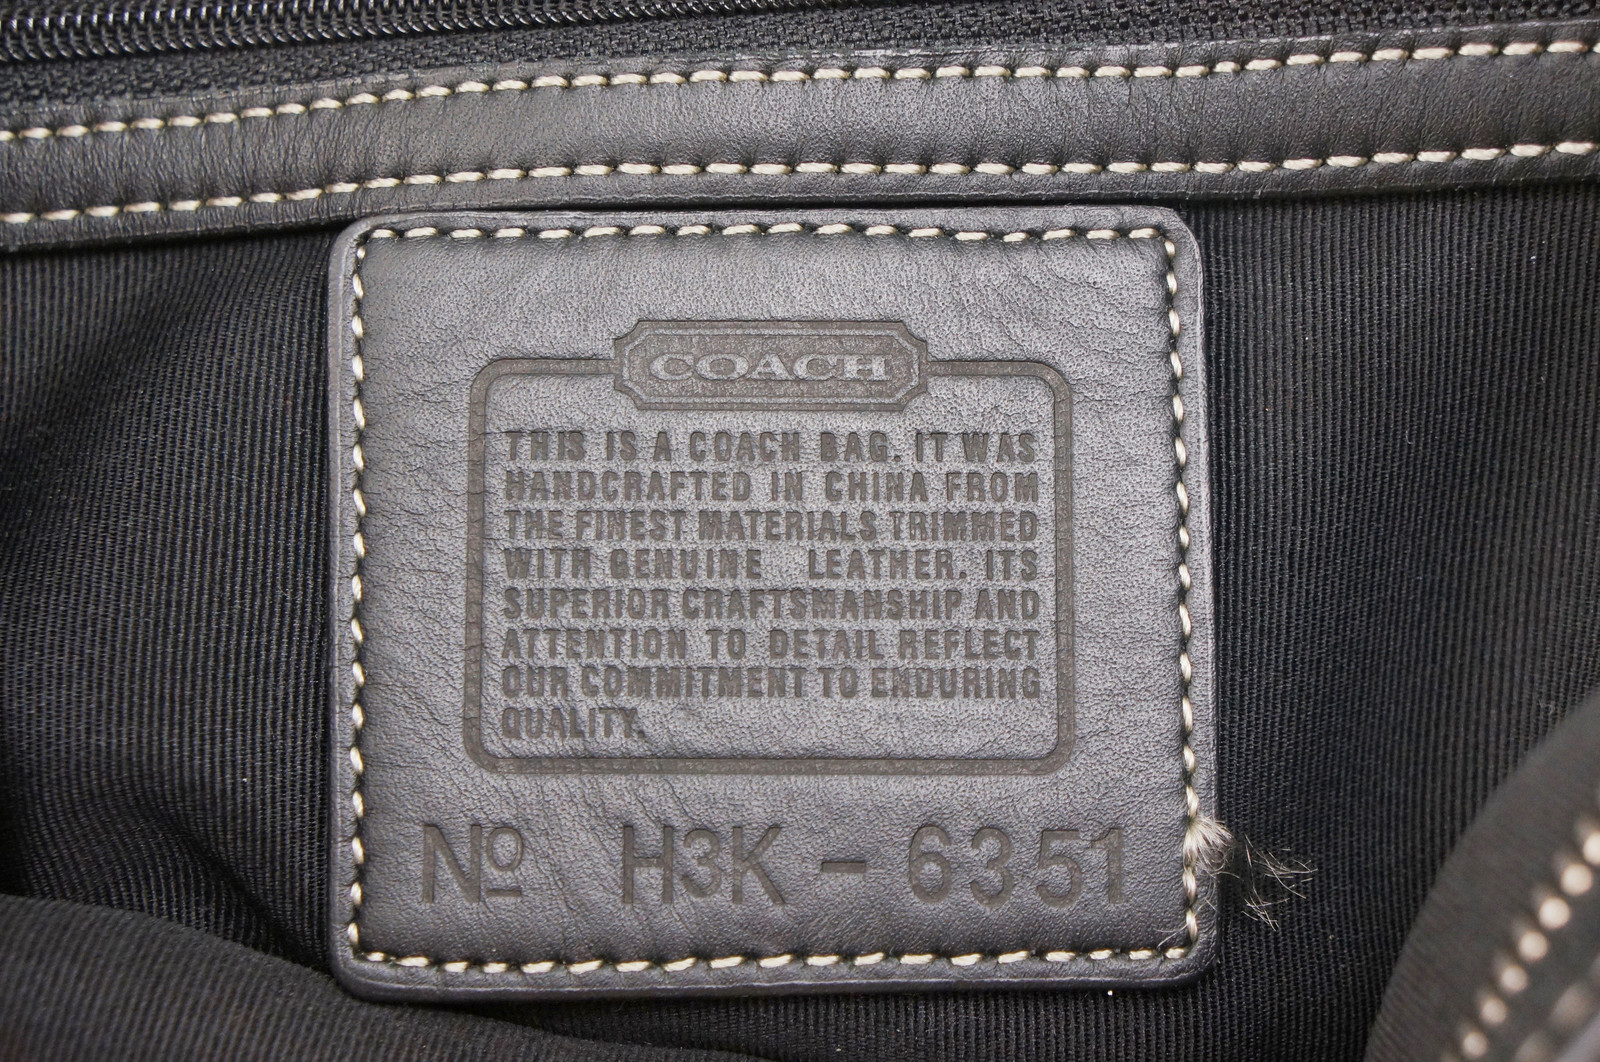 COACH
THIS IS A COACH BAG. IT WAS
HANDCRAFTED IN CHINA FROM
THE FINEST MATERIALS TRIMMED
WITH GENUINE LEATHER. ITS
SUPERIOR CRAFTSMANSHIP AND
ATTENTION TO DETAIL REFLECT
OUR COMMITMENT TO ENDURING
QUALITY.
Nº H3K - 6351